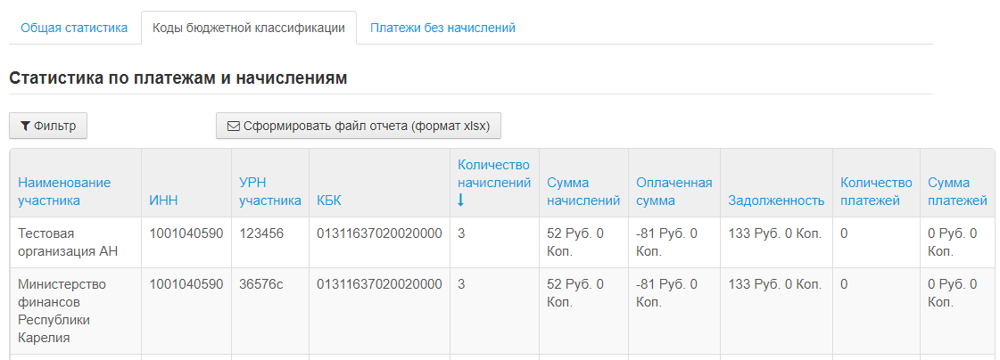 Общая статистика Коды бюджетной классификации Платежи без начислений
Статистика по платежам и начислениям
Фильтр Сформировать файл отчета (формат xlsx)
Наименование участника ИНН УРН участника КБК Количество начислений Сумма начислений Оплаченная сумма Задолженность Количество платежей Сумма платежей
Тестовая организация АН 1001040590 123456 01311637020020000 3 52 Руб. 0 Коп. -81 Руб. 0 Коп. 133 Руб. 0 Коп. 0 0 Руб. 0 Коп.
Министерство финансов Республики Карелия 1001040590 36576с 01311637020020000 3 52 Руб. 0 Коп. -81 Руб. 0 Коп. 133 Руб. 0 Коп. 0 0 Руб. 0 Коп.